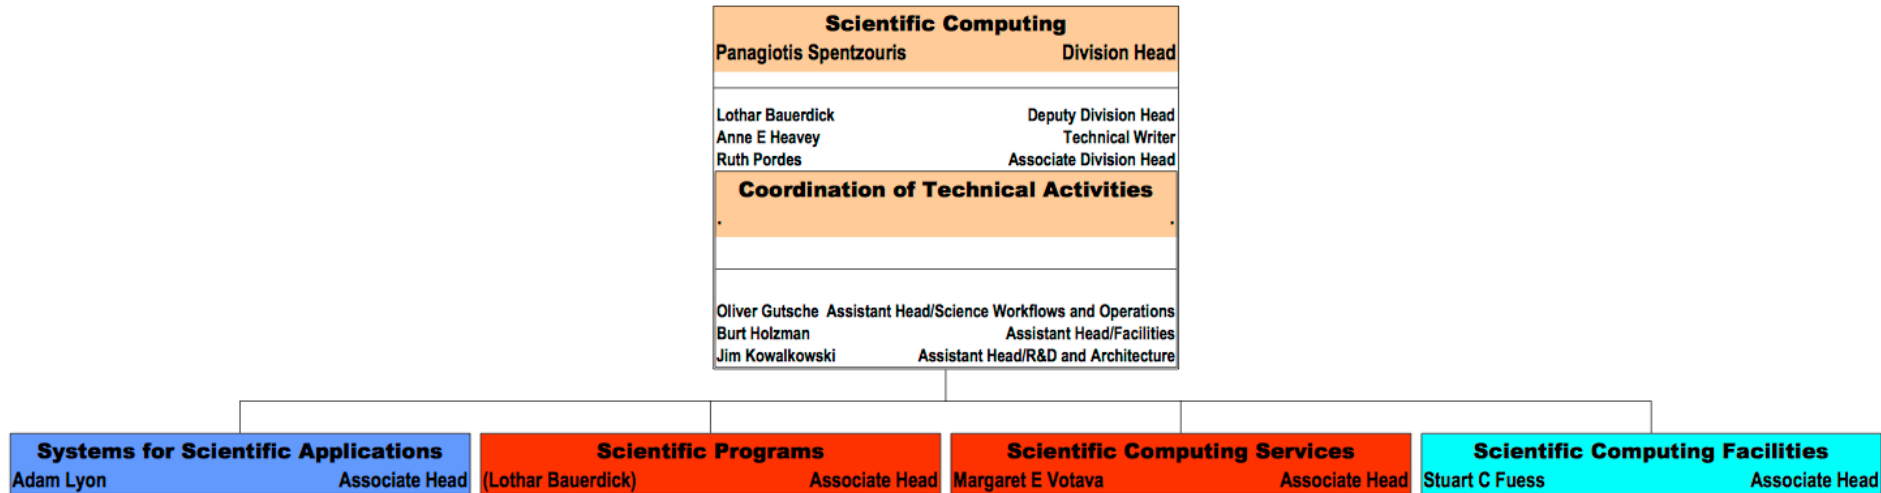 Scientific Computing
Panagiotis Spentzouris Division Head
Lothar Bauerdick Deputy Division Head
Anne E Heavey Technical Writer
Ruth Pordes Associate Division Head
Coordination of Technical Activities
. .
Oliver Gutsche Assistant Head/Science Workflows and Operations
Burt Holzman Assistant Head/Facilities
Jim Kowalkowski Assistant Head/R&D and Architecture
Systems for Scientific Applications
Adam Lyon Associate Head
Scientific Programs
(Lothar Bauerdick) Associate Head
Scientific Computing Services
Margaret E Votava Associate Head
Scientific Computing Facilities
Stuart C Fuess Associate Head